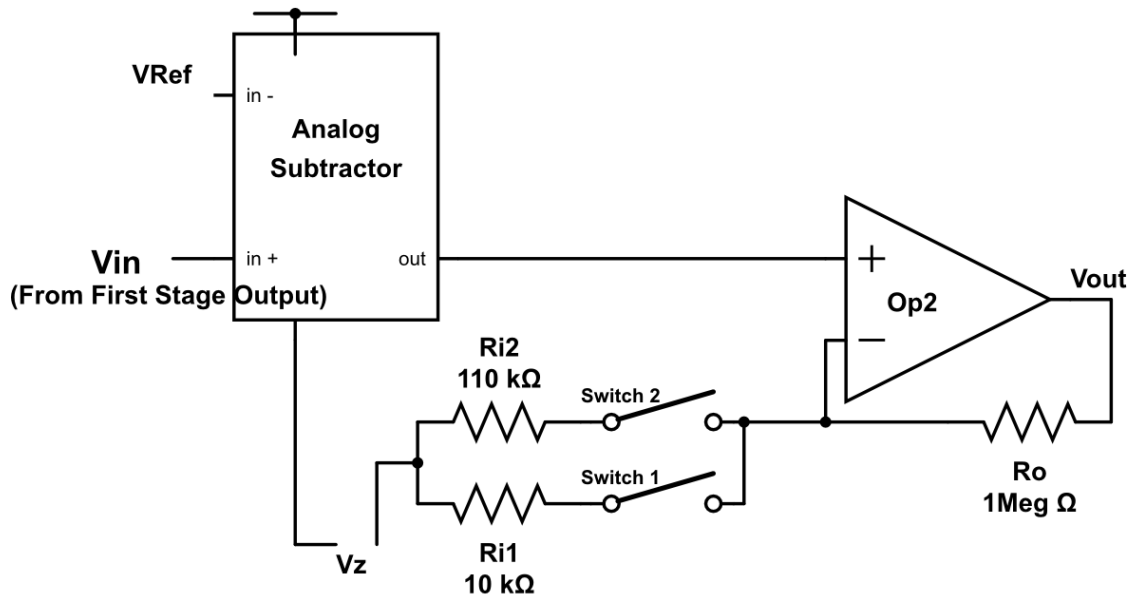 VRef
in -
Analog
Subtractor
Vin
in +
out
(From First Stage Output)
+
Op2
−
Vout
Ri2
110 kΩ
Switch 2
Switch 1
Ro
1Meg Ω
Vz
Ri1
10 kΩ